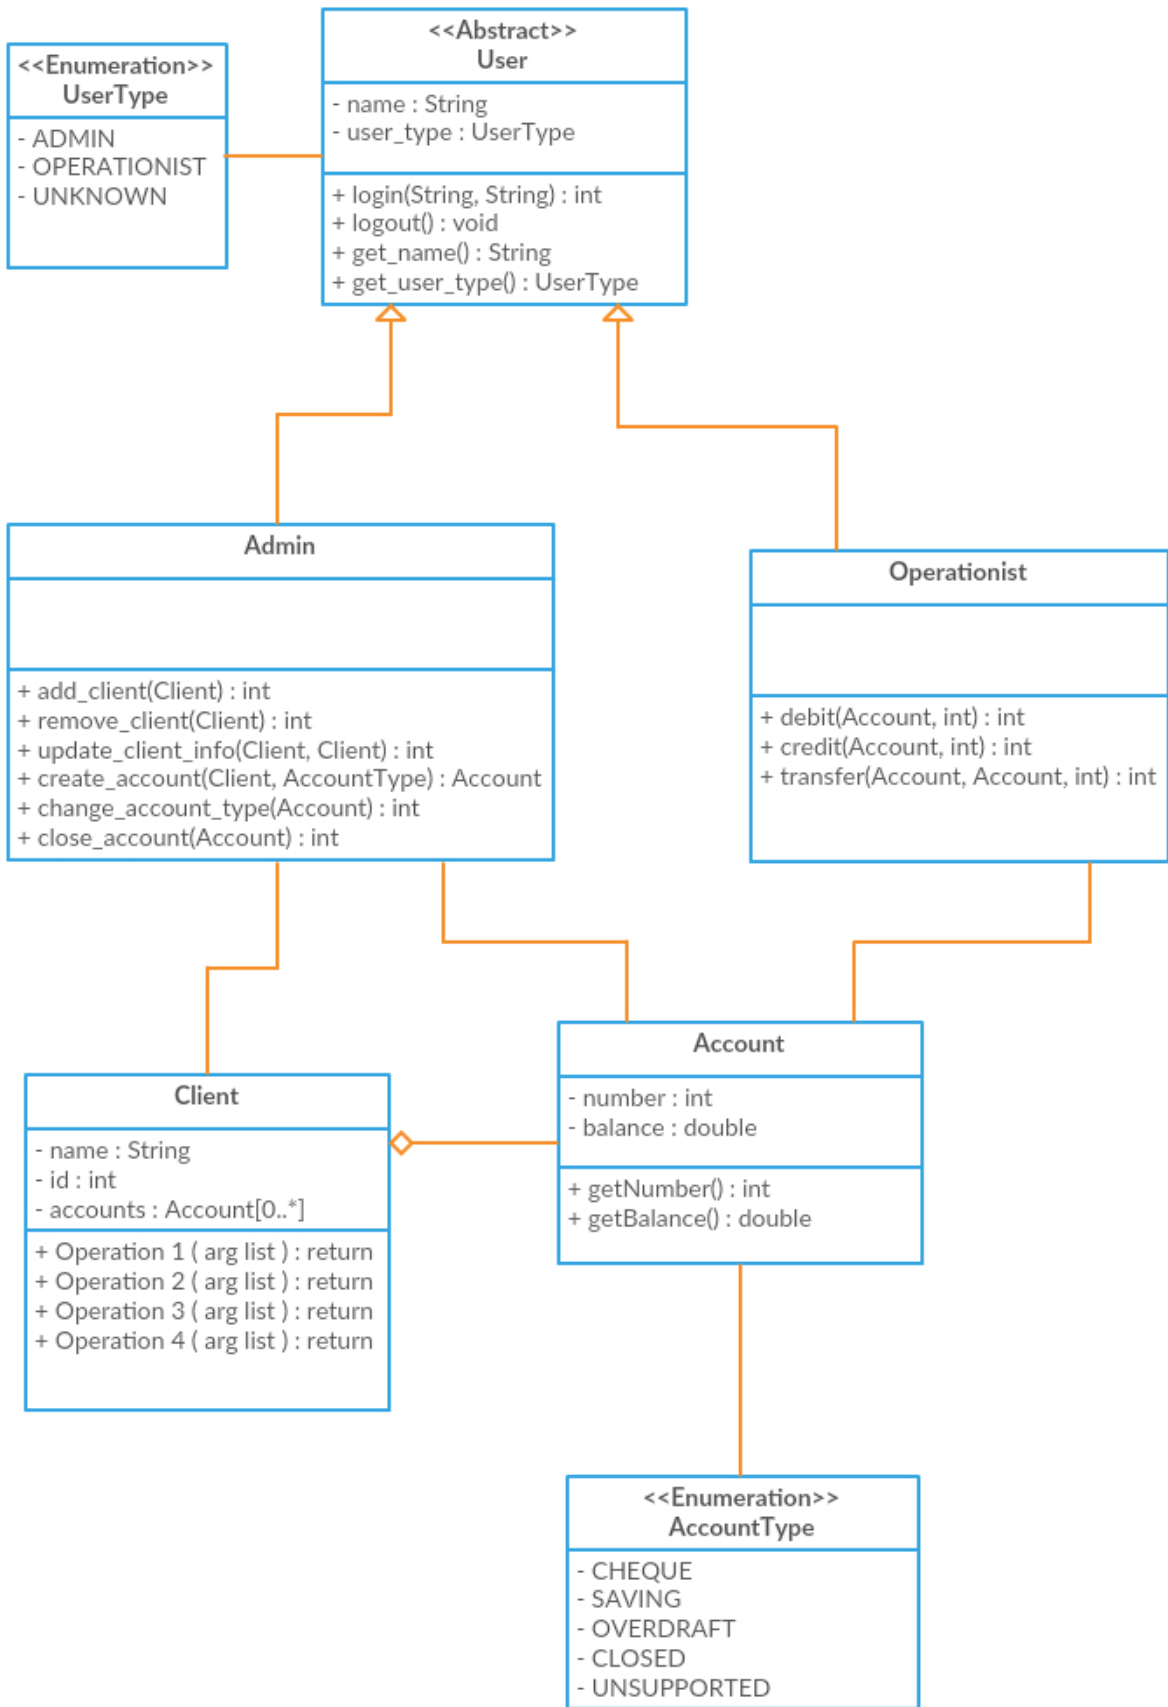 <<Enumeration>>
UserType
- ADMIN
- OPERATIONIST
- UNKNOWN
<<Abstract>>
User
- name : String
- user_type : UserType
+ login(String, String) : int
+ logout() : void
+ get_name() : String
+ get_user_type() : UserType
Admin
+ add_client(Client) : int
+ remove_client(Client) : int
+ update_client_info(Client, Client) : int
+ create_account(Client, AccountType) : Account
+ change_account_type(Account) : int
+ close_account(Account) : int
Operationist
+ debit(Account, int) : int
+ credit(Account, int) : int
+ transfer(Account, Account, int) : int
Client
- name : String
- id : int
- accounts : Account[0..*]
+ Operation 1 ( arg list ) : return
+ Operation 2 ( arg list ) : return
+ Operation 3 ( arg list ) : return
+ Operation 4 ( arg list ) : return
Account
- number : int
- balance : double
+ getNumber() : int
+ getBalance() : double
<<Enumeration>>
AccountType
- CHEQUE
- SAVING
- OVERDRAFT
- CLOSED
- UNSUPPORTED